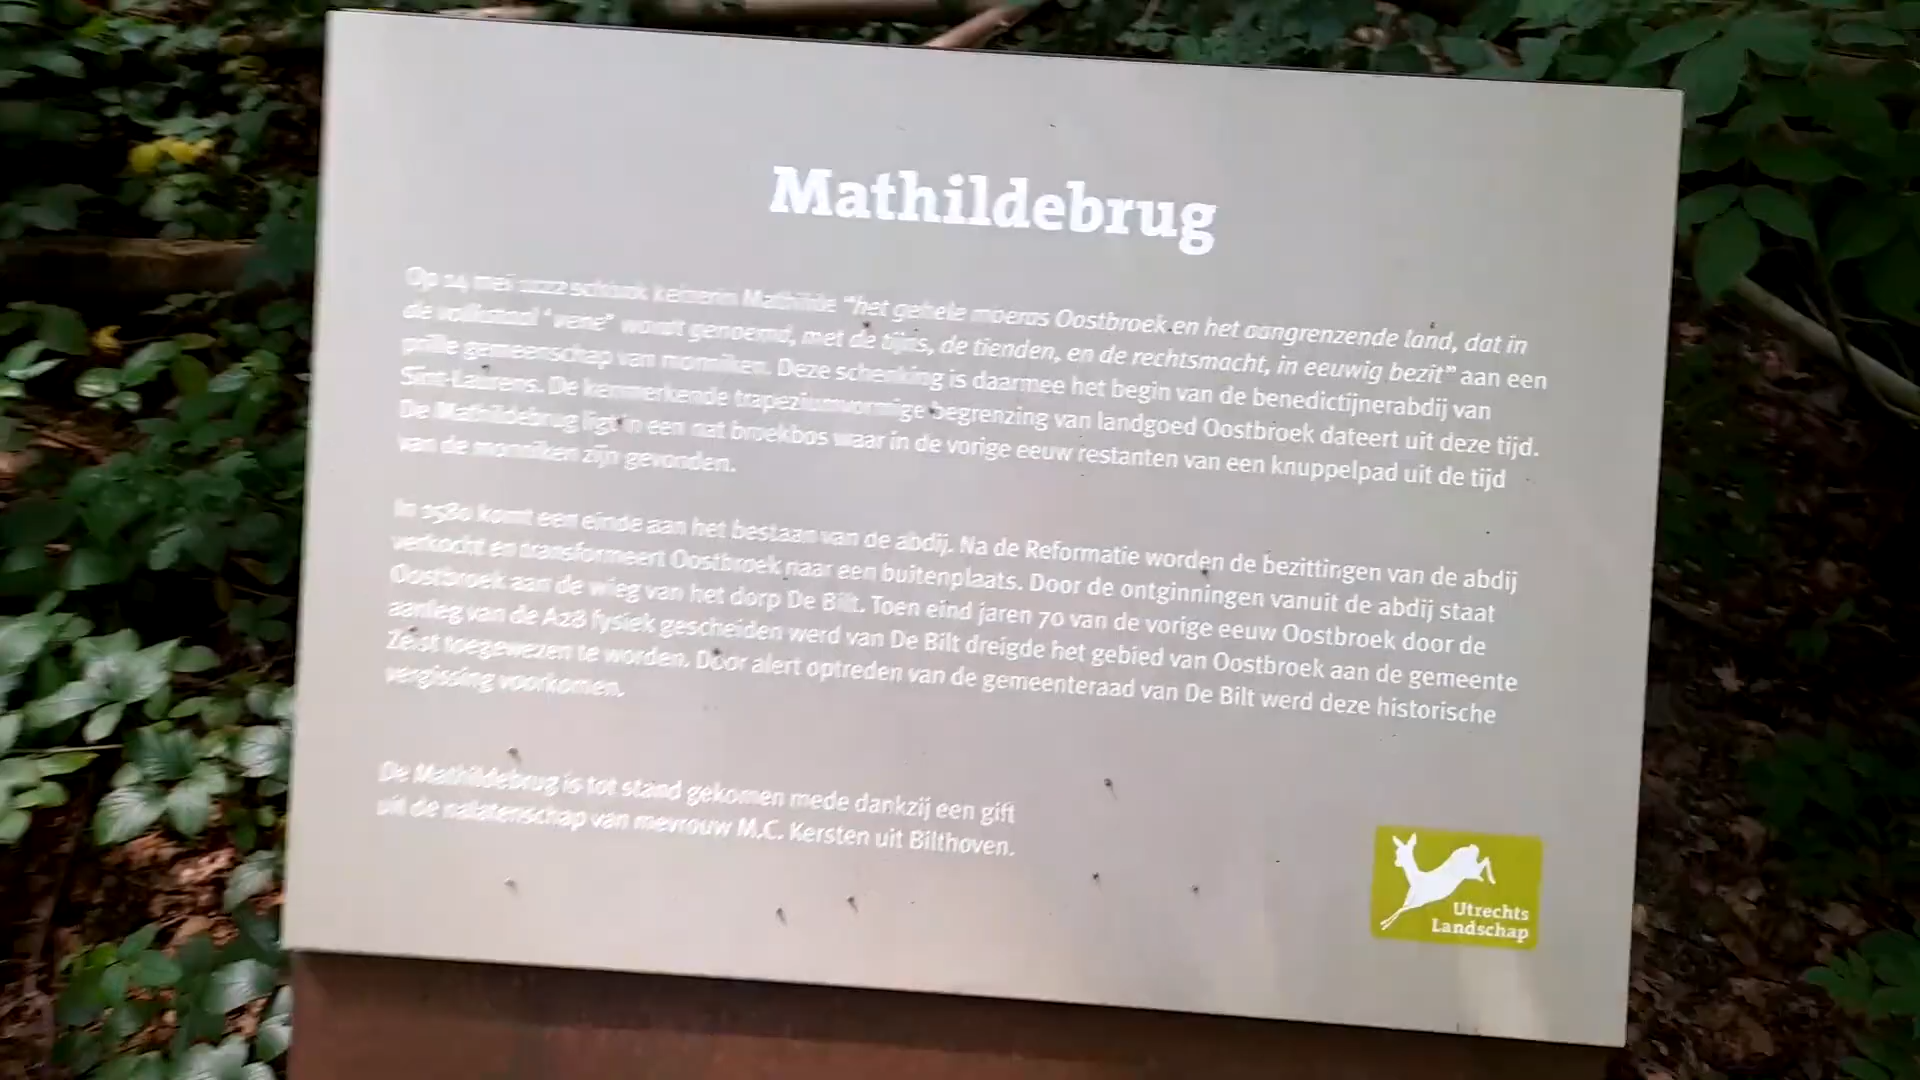 Mathildebrug
Op 14 mei 1122 schonk keizerin Mathilde “het gehele moeras Oostbroek en het aangrenzende land, dat in
de volkstaal ‘vene” wordt genoemd, met de tijns, de tienden, en de rechtsmacht, in eeuwig bezit” aan een
prille gemeenschap van monniken. Deze schenking is daarmee het begin van de benedictijnerabdij van
Sint-Laurens. De kenmerkende trapeziumvormige begrenzing van landgoed Oostbroek dateert uit deze tijd.
De Mathildebrug ligt in een nat broekbos waar in de vorige eeuw restanten van een knuppelpad uit de tijd
van de monniken zijn gevonden.
In 1580 komt een einde aan het bestaan van de abdij. Na de Reformatie worden de bezittingen van de abdij
verkocht en transformeert Oostbroek naar een buitenplaats. Door de ontginningen vanuit de abdij staat
Oostbroek aan de wieg van het dorp De Bilt. Toen eind jaren 70 van de vorige eeuw Oostbroek door de
aanleg van de A28 fysiek gescheiden werd van De Bilt dreigde het gebied van Oostbroek aan de gemeente
Zeist toegewezen te worden. Door alert optreden van de gemeenteraad van De Bilt werd deze historische
vergissing voorkomen.
De Mathildebrug is tot stand gekomen mede dankzij een gift
uit de nalatenschap van mevrouw M.C. Kersten uit Bilthoven.
Utrechts
Landschap